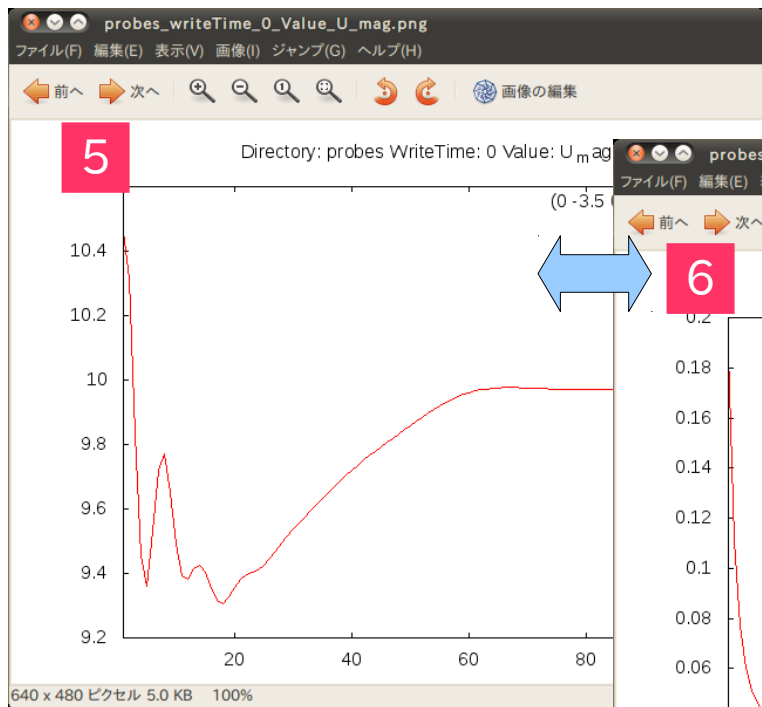 probes_writeTime_0_Value_U_mag.png
ファイル(F) 編集(E) 表示(V) 画像(I) ジャンプ(G) ヘルプ(H)
前へ 次へ 画像の編集
5
Directory: probes WriteTime: 0 Value: U_mag
(0 -3.5
10.4
10.2
10
9.8
9.6
9.4
9.2
20 40 60 80
640 x 480 ピクセル 5.0 KB 100%
probes
ファイル(F) 編集(E)
前へ 次へ
6
0.2
0.18
0.16
0.14
0.12
0.1
0.08
0.06